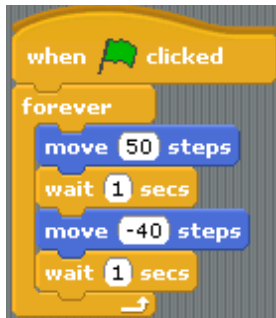 when clicked
forever
move 50 steps
wait 1 secs
move -40 steps
wait 1 secs